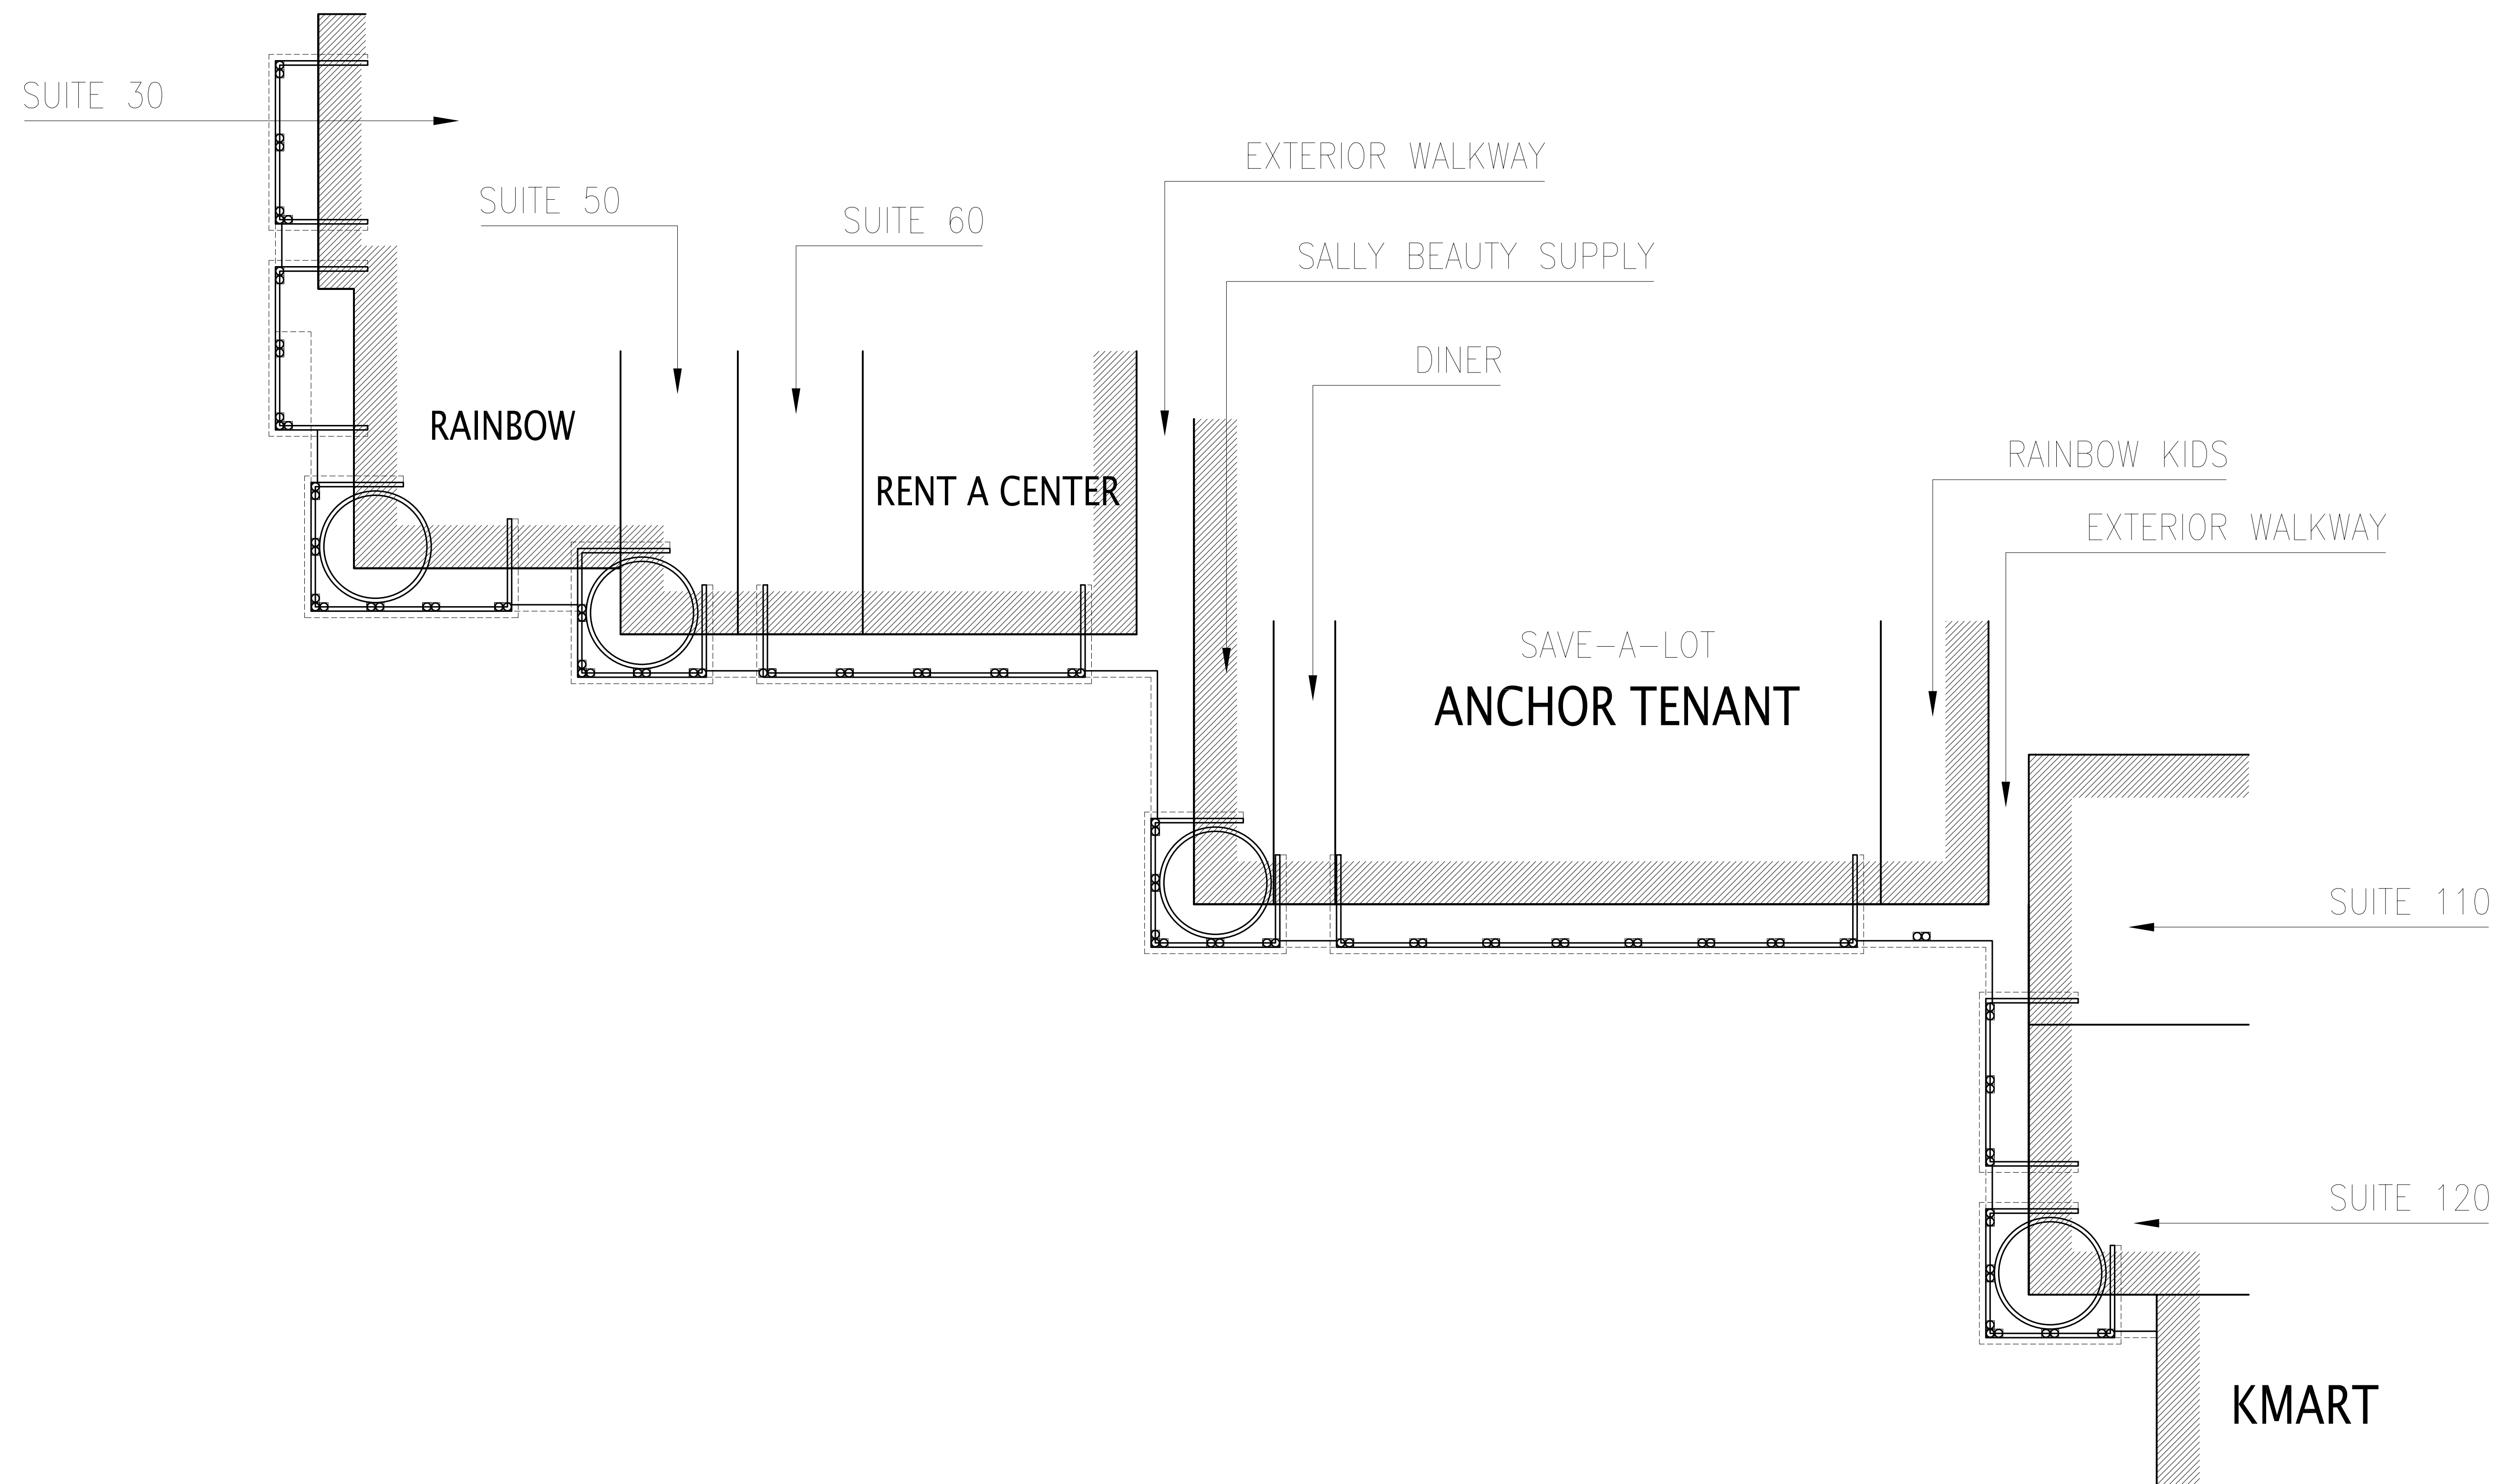 SUITE 30
EXTERIOR WALKWAY
SUITE 50
SUITE 60
SALLY BEAUTY SUPPLY
DINER
RAINBOW
RAINBOW KIDS
RENT A CENTER
EXTERIOR WALKWAY
SAVE-A-LOT
ANCHOR TENANT
SUITE 110
SUITE 120
KMART